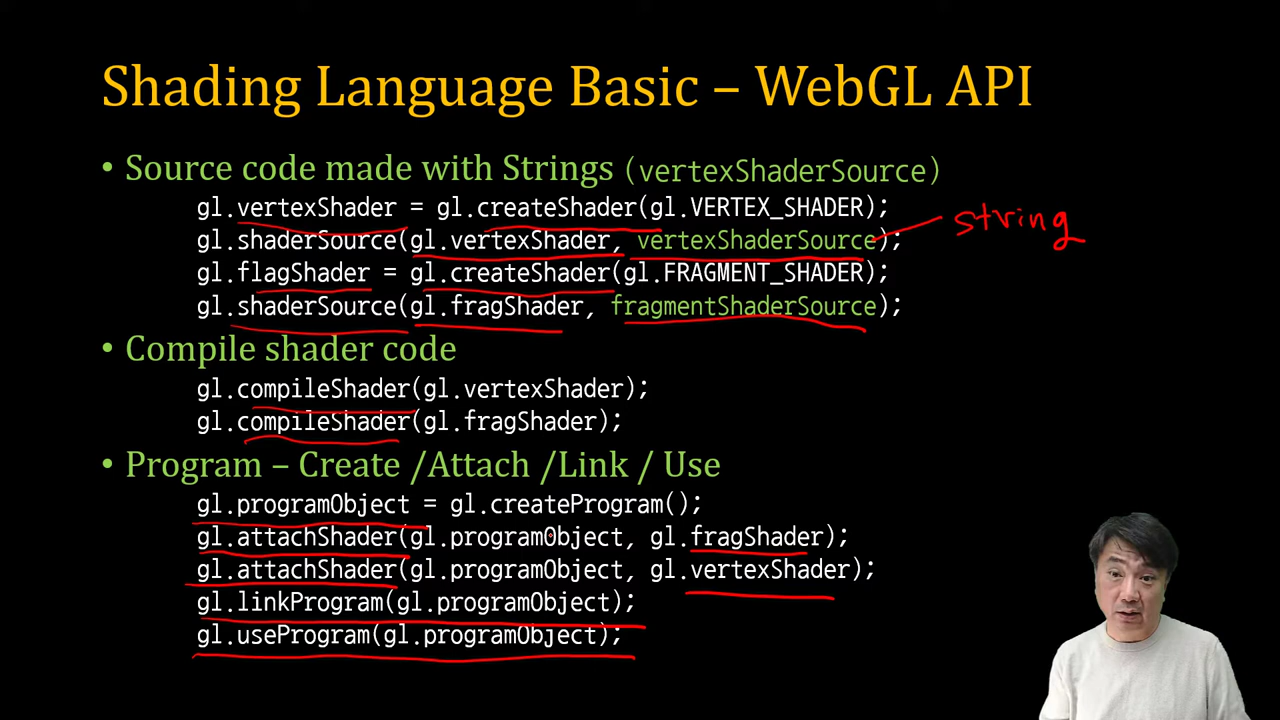 Shading Language Basic – WebGL API
• Source code made with Strings (vertexShaderSource)
gl.vertexShader = gl.createShader(gl.VERTEX_SHADER);
gl.shaderSource(gl.vertexShader, vertexShaderSource);
string
gl.flagShader = gl.createShader(gl.FRAGMENT_SHADER);
gl.shaderSource(gl.fragShader, fragmentShaderSource);
• Compile shader code
gl.compileShader(gl.vertexShader);
gl.compileShader(gl.fragShader);
• Program – Create /Attach /Link / Use
gl.programObject = gl.createProgram();
gl.attachShader(gl.programObject, gl.fragShader);
gl.attachShader(gl.programObject, gl.vertexShader);
gl.linkProgram(gl.programObject);
gl.useProgram(gl.programObject);